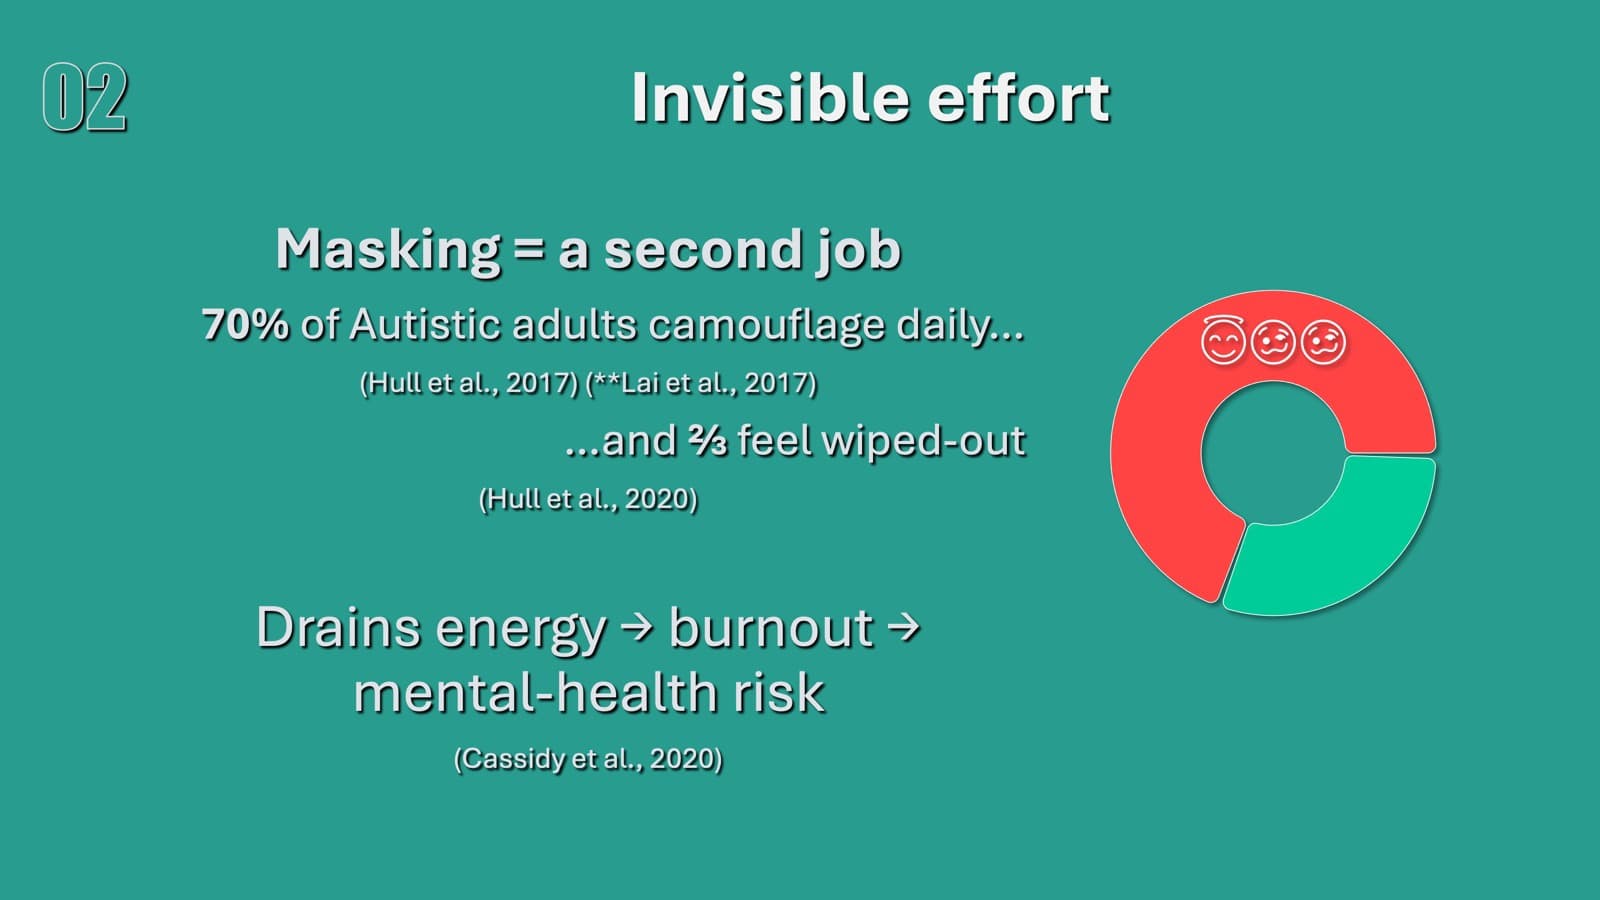 02
Invisible effort
Masking = a second job
70% of Autistic adults camouflage daily...
(Hull et al., 2017) (**Lai et al., 2017)
...and ⅔ feel wiped-out
(Hull et al., 2020)
Drains energy → burnout →
mental-health risk
(Cassidy et al., 2020)